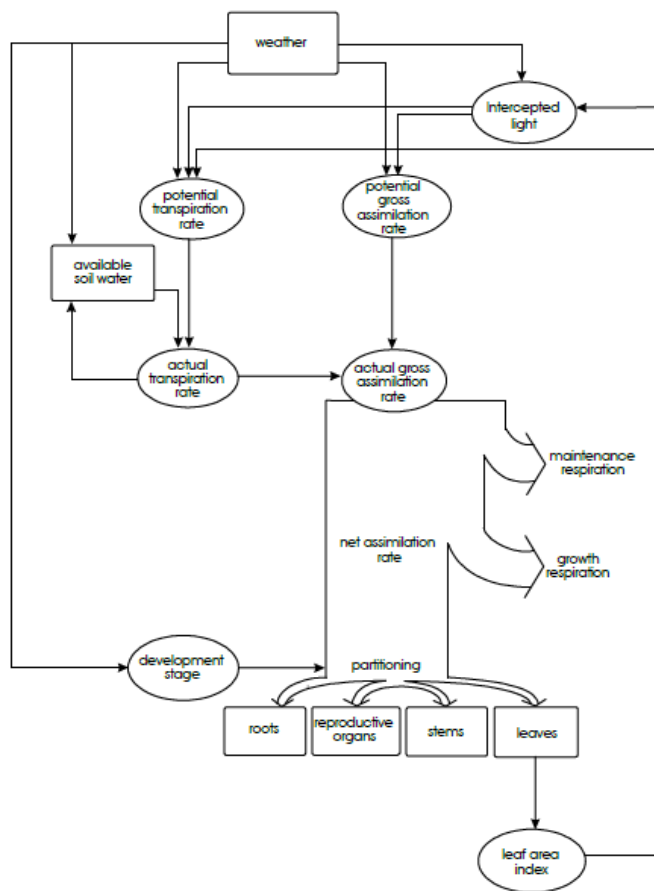 weather
Intercepted
light
potential
transpiration
rate
potential
gross
assimilation
rate
available
soil water
actual
transpiration
rate
actual gross
assimilation
rate
maintenance
respiration
net assimilation
rate
growth
respiration
development
stage
partitioning
roots
reproductive
organs
stems
leaves
leaf area
index